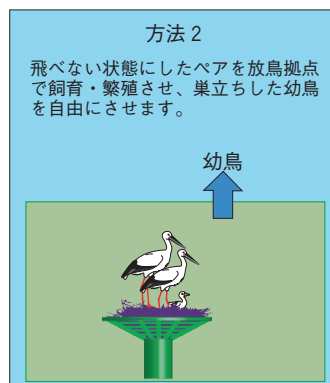 方法2
飛べない状態にしたペアを放鳥拠点
で飼育・繁殖させ、巣立ちした幼鳥
を自由にさせます。
幼鳥